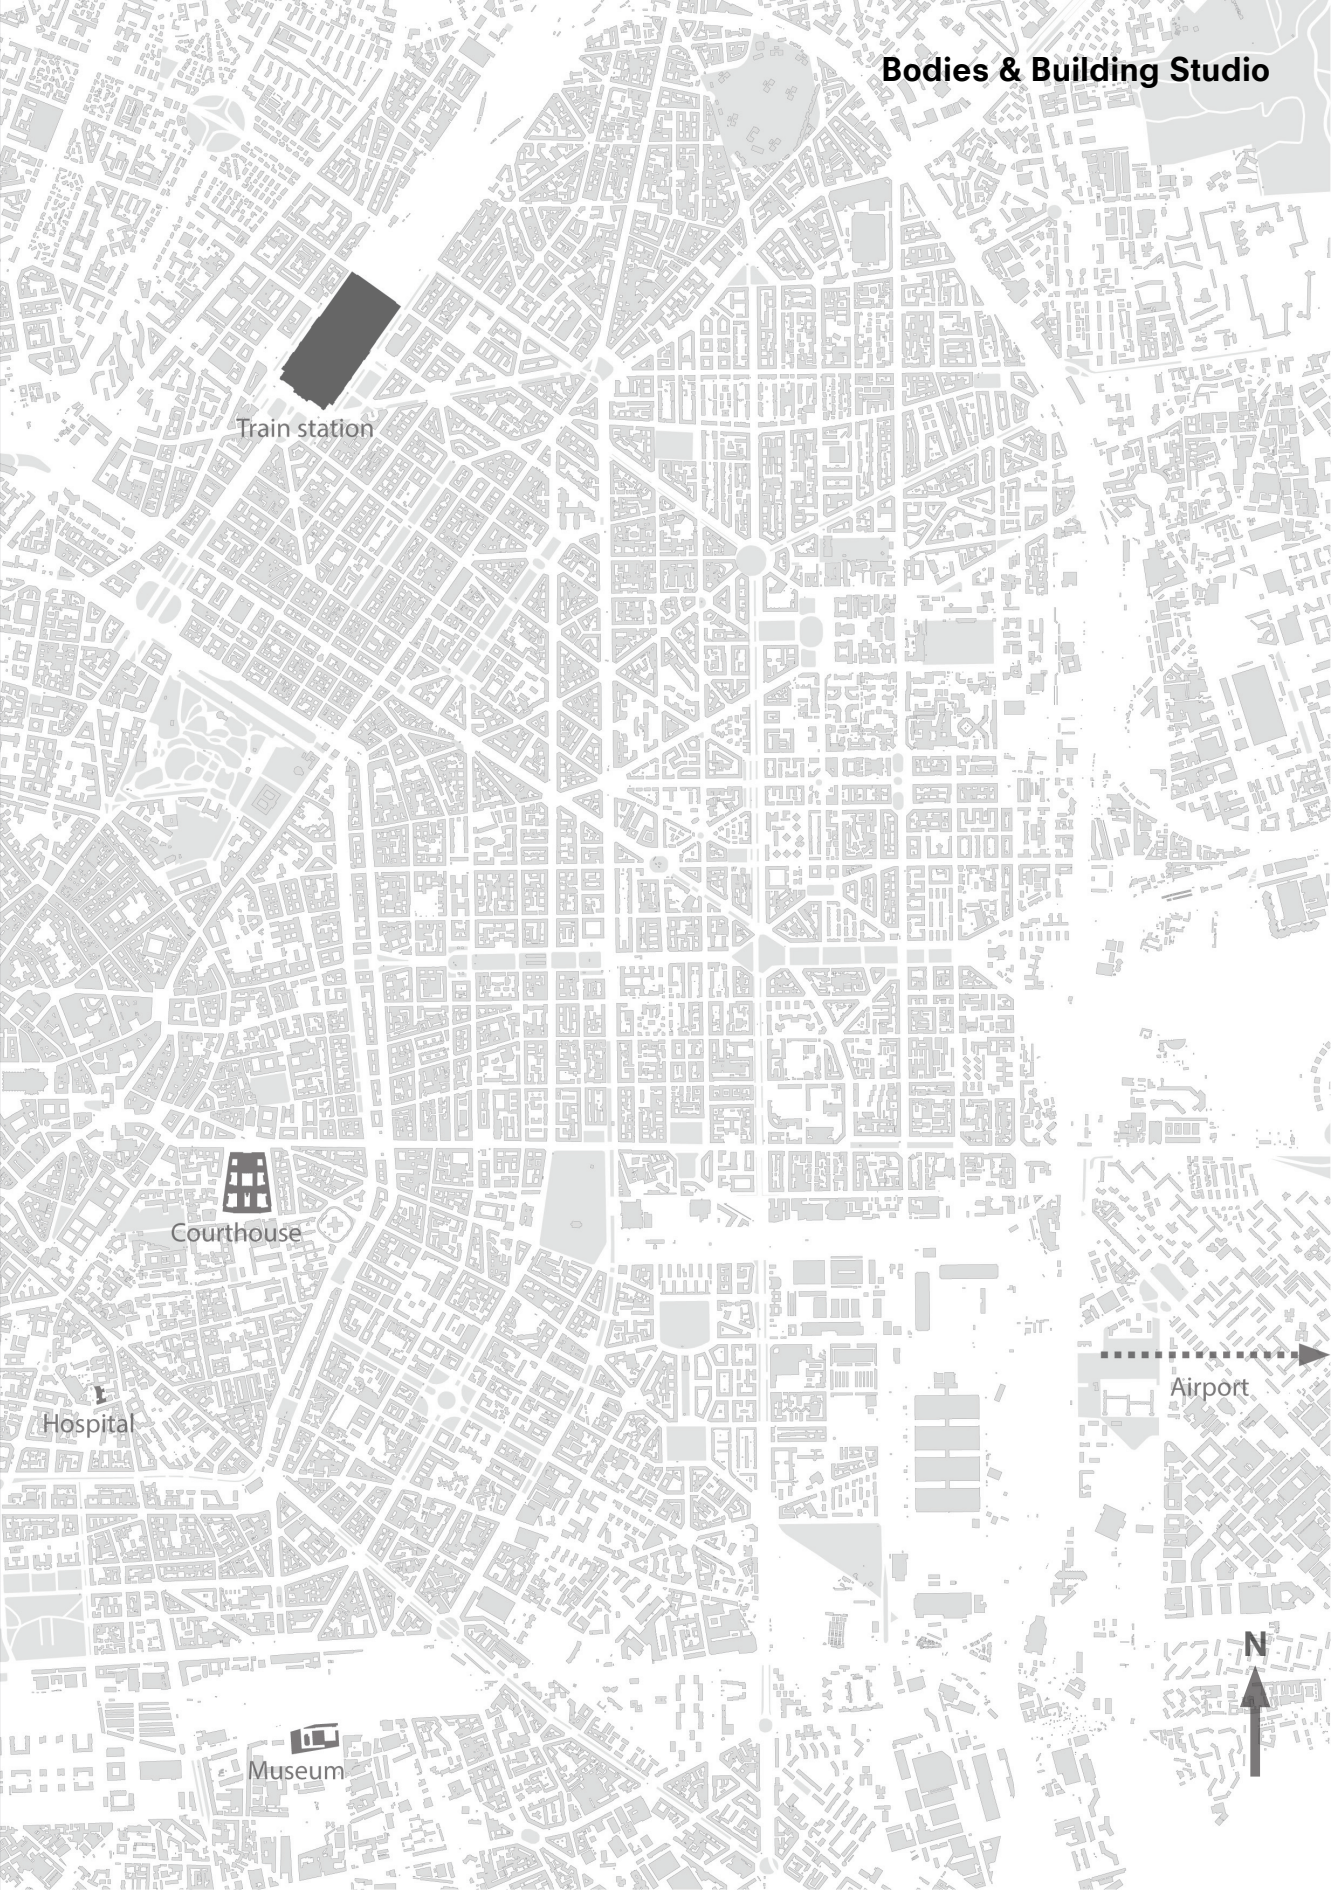 Bodies & Building Studio
Train station
Courthouse
Airport
Hospital
N
Museum